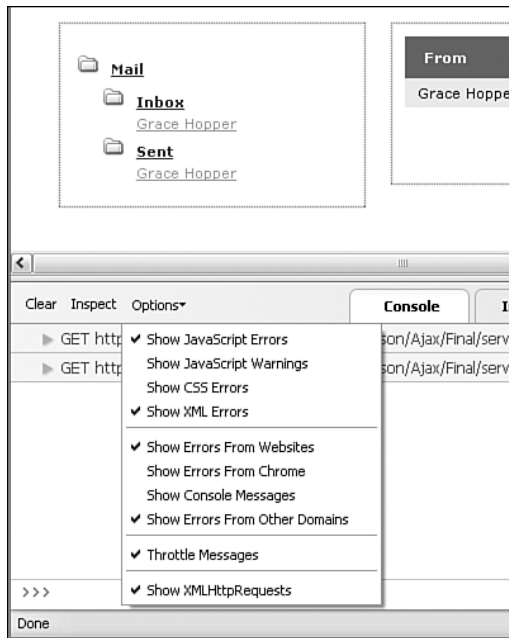 Mail
Inbox
Grace Hopper
Sent
Grace Hopper
From
Grace Hoppe
Clear Inspect Options
Console
GET http
son/Ajax/Final/serv
GET http
son/Ajax/Final/serv
✔ Show JavaScript Errors
Show JavaScript Warnings
Show CSS Errors
✔ Show XML Errors
✔ Show Errors From Websites
Show Errors From Chrome
Show Console Messages
✔ Show Errors From Other Domains
✔ Throttle Messages
✔ Show XMLHttpRequests
>>>
Done